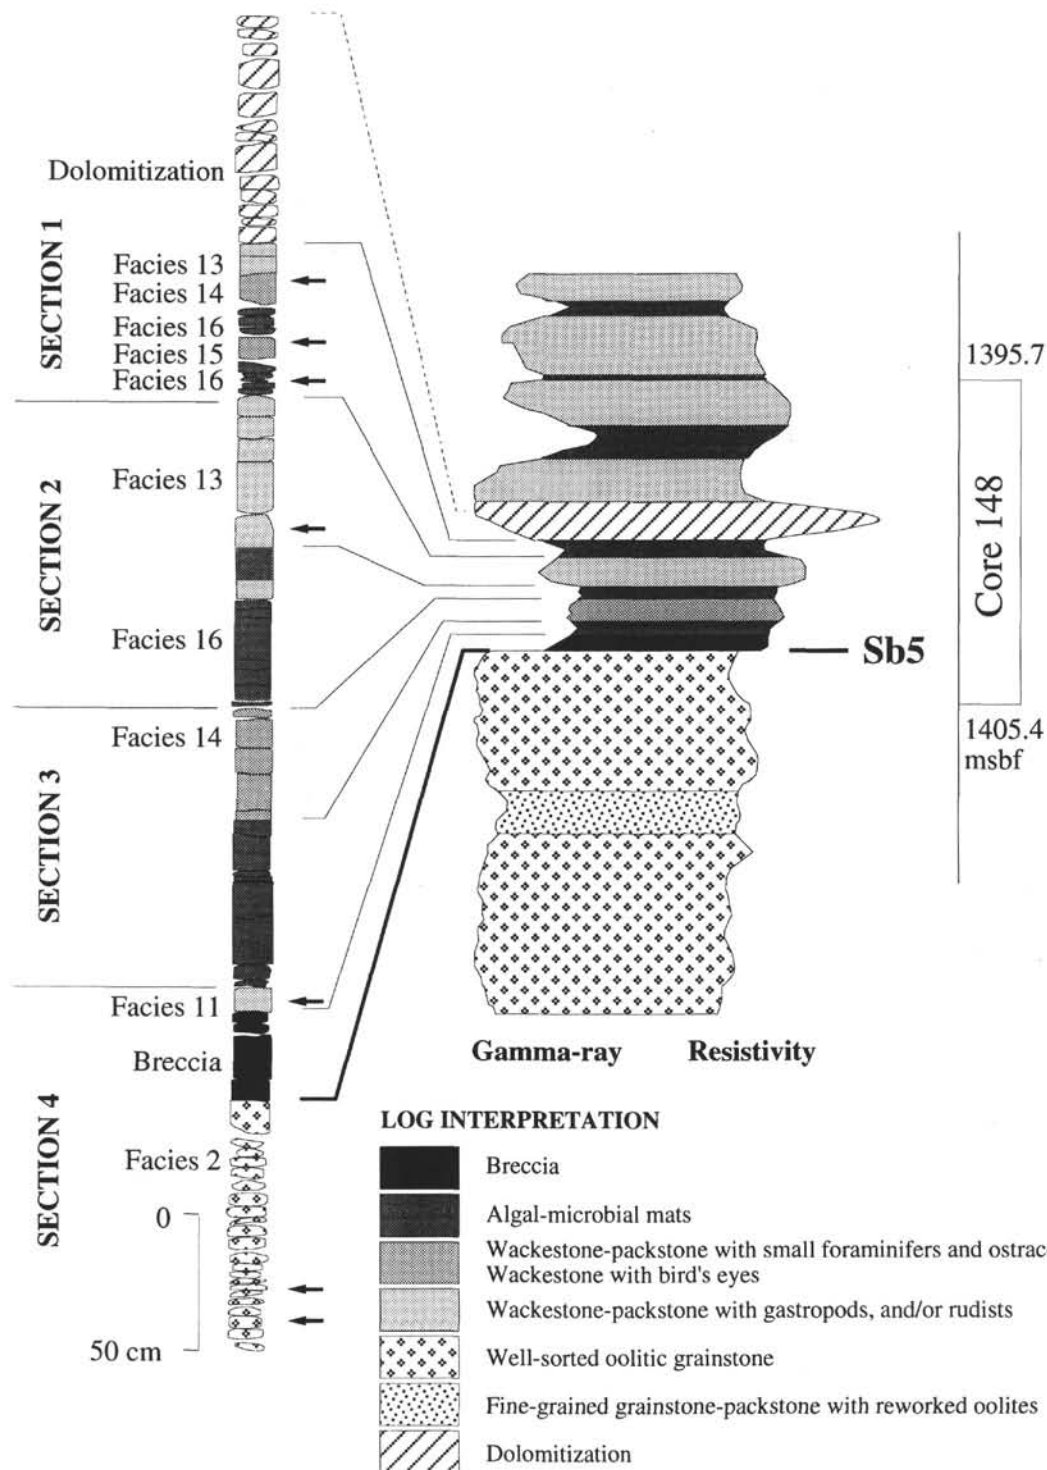 Dolomitization
SECTION 1
Facies 13
Facies 14
Facies 16
Facies 15
Facies 16
SECTION 2
Facies 13
Facies 16
SECTION 3
Facies 14
SECTION 4
Facies 11
Breccia
Facies 2
0
50 cm
1395.7
Core 148
Sb5
1405.4
msbf
Gamma-ray Resistivity
LOG INTERPRETATION
Breccia
Algal-microbial mats
Wackestone-packstone with small foraminifers and ostrac
Wackestone with bird's eyes
Wackestone-packstone with gastropods, and/or rudists
Well-sorted oolitic grainstone
Fine-grained grainstone-packstone with reworked oolites
Dolomitization